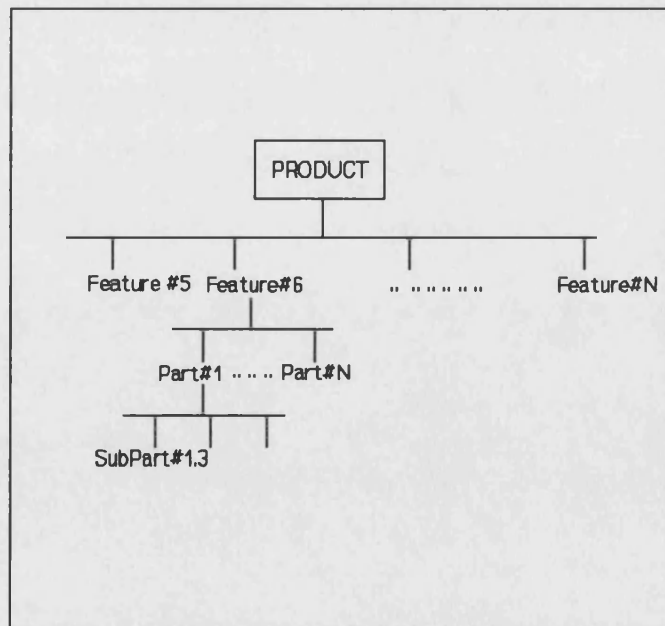 PRODUCT
Feature #5 Feature#6 .. .. .. .. .. .. Feature#N
Part#1 .. .. .. Part#N
SubPart#1.3